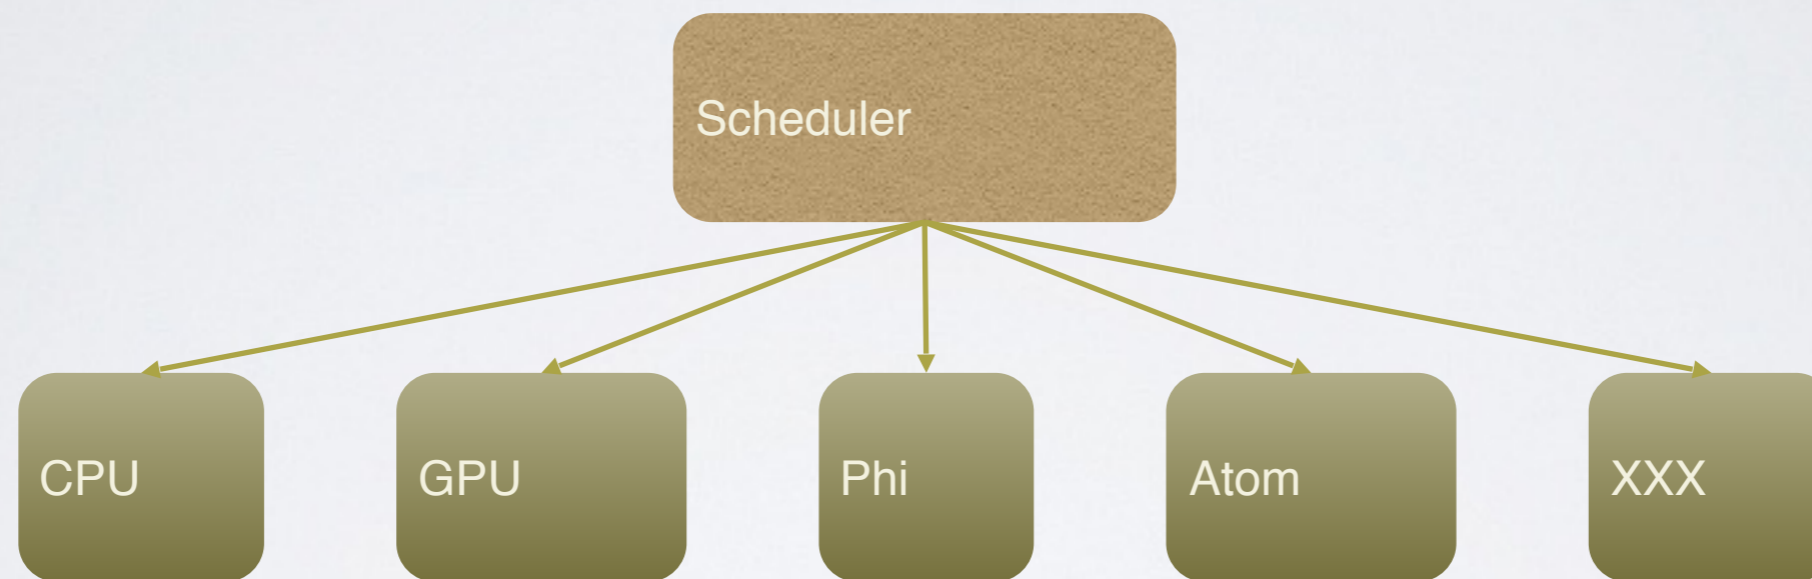 Scheduler
CPU
GPU
Phi
Atom
XXX